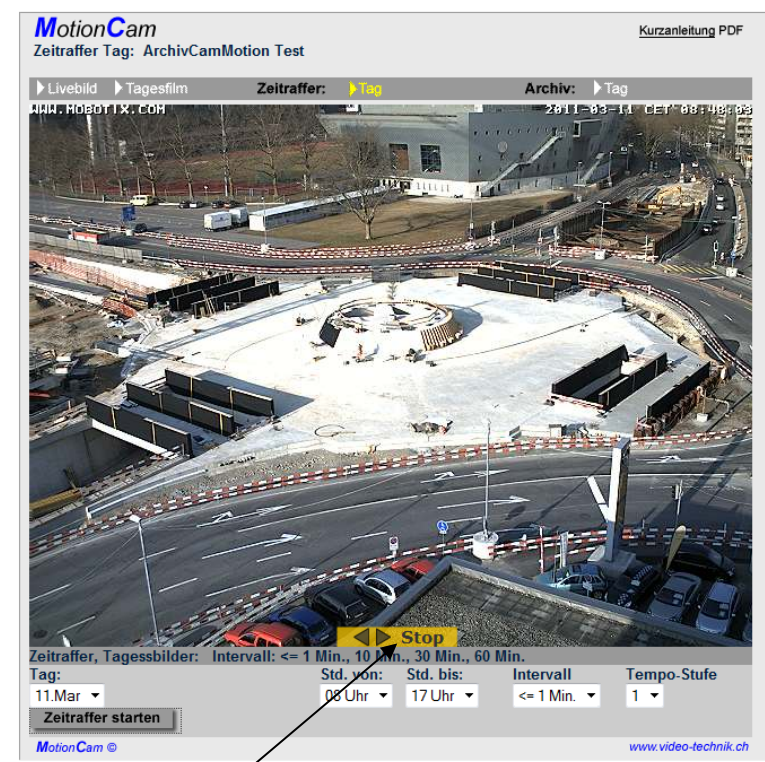 MotionCam
Kurzanleitung PDF
Zeitraffer Tag: ArchivCamMotion Test
Livebild Tagesfilm Zeitraffer: Tag Archiv: Tag
WWW.MOBOTIX.COM 2011-03-11 CET 08:48:03
Stop
Zeitraffer, Tagessbilder: Intervall: <= 1 Min., 10 Min., 30 Min., 60 Min.
Tag: Std. von: Std. bis: Intervall Tempo-Stufe
11.Mar 08 Uhr 17 Uhr <= 1 Min. 1
Zeitraffer starten
MotionCam © www.video-technik.ch